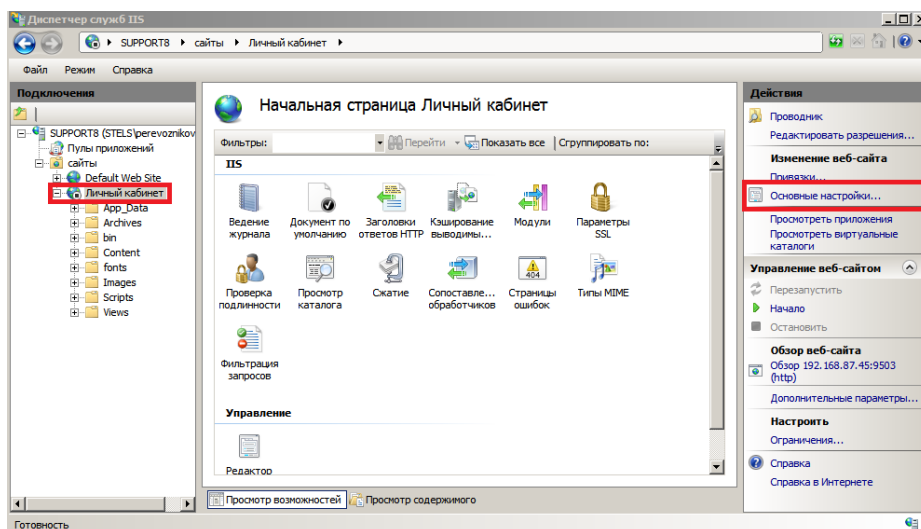 Диспетчер служб IIS
SUPPORT8 сайты Личный кабинет
Файл Режим Справка
Подключения
SUPPORT8 (STELS\perevoznikov
Пулы приложений
сайты
Default Web Site
Личный кабинет
App_Data
Archives
bin
Content
fonts
Images
Scripts
Views
Начальная страница Личный кабинет
Фильтры: Перейти Показать все Сгруппировать по:
IIS
Ведение журнала
Документ по умолчанию
Заголовки ответов HTTP
Кэширование выводимы...
Модули
Параметры SSL
Проверка подлинности
Просмотр каталога
Сжатие
Сопоставле... обработчиков
Страницы ошибок
404
Типы MIME
Фильтрация запросов
Управление
Редактор
Просмотр возможностей Просмотр содержимого
Действия
Проводник
Редактировать разрешения...
Изменение веб-сайта
Привязки...
Основные настройки...
Просмотреть приложения
Просмотреть виртуальные
каталоги
Управление веб-сайтом
Перезапустить
Начало
Остановить
Обзор веб-сайта
Обзор 192.168.87.45:9503
(http)
Дополнительные параметры...
Настроить
Ограничения...
Справка
Справка в Интернете
Готовность